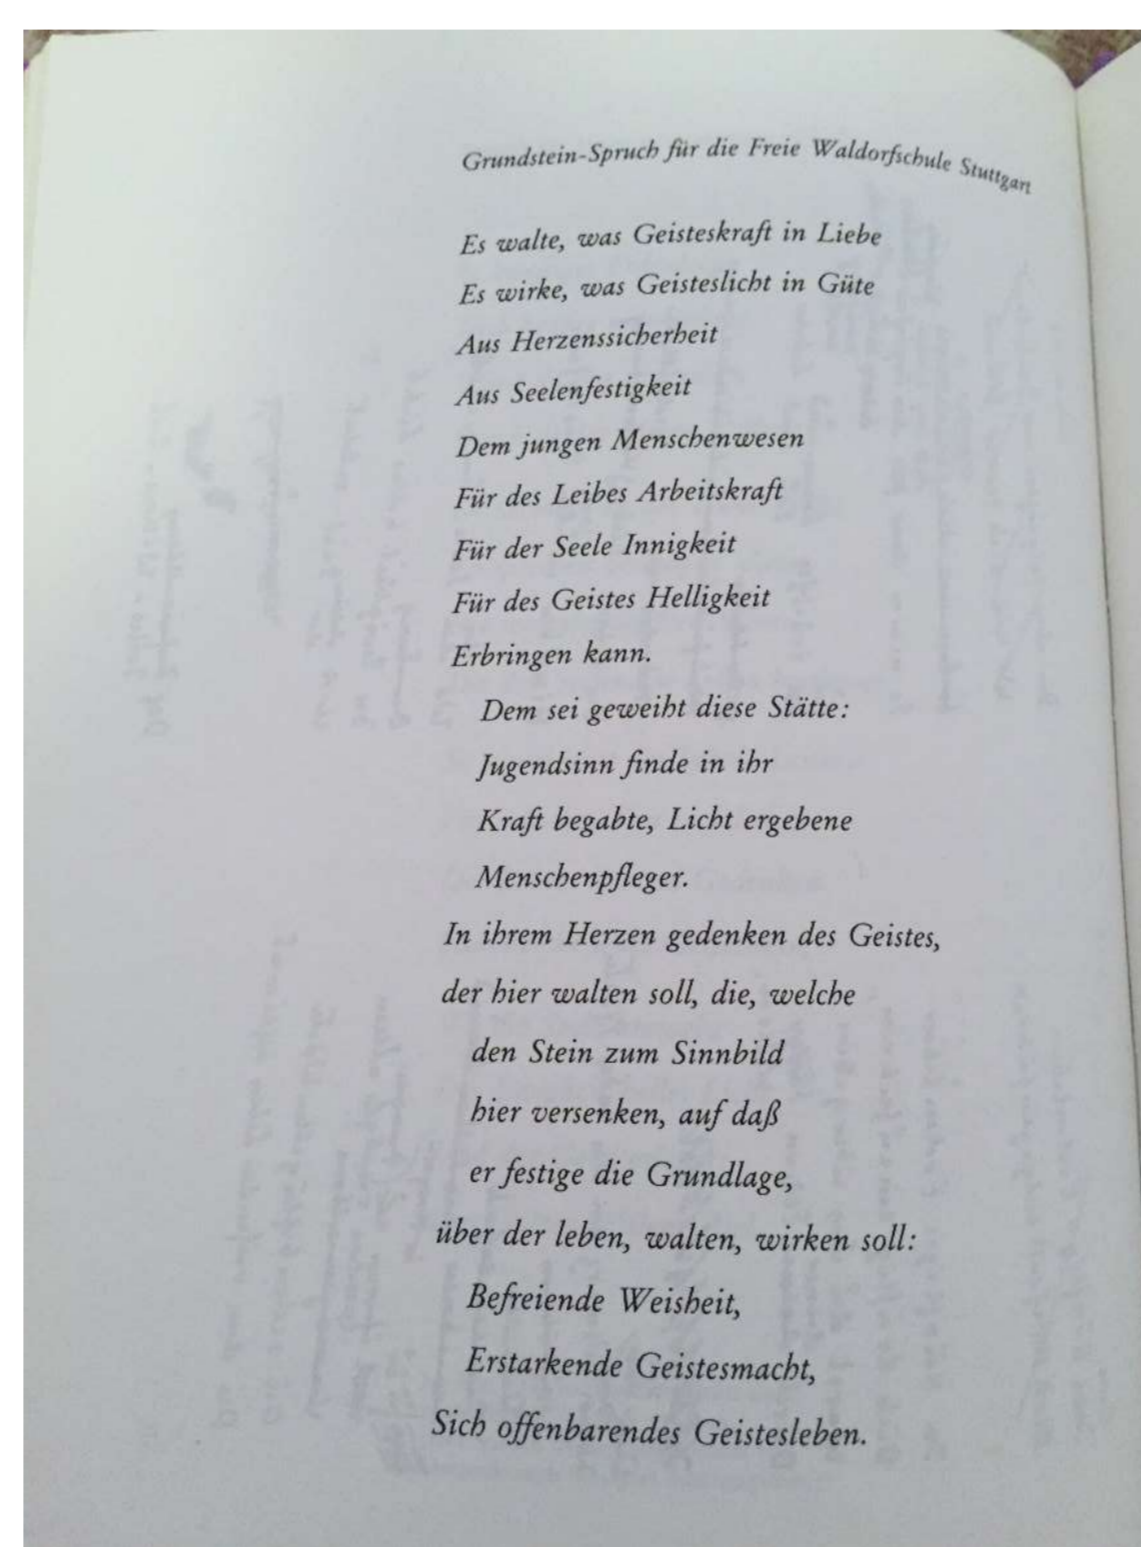 Grundstein-Spruch für die Freie Waldorfschule Stuttgart
Es walte, was Geisteskraft in Liebe
Es wirke, was Geisteslicht in Güte
Aus Herzenssicherheit
Aus Seelenfestigkeit
Dem jungen Menschenwesen
Für des Leibes Arbeitskraft
Für der Seele Innigkeit
Für des Geistes Helligkeit
Erbringen kann.
Dem sei geweiht diese Stätte:
Jugendsinn finde in ihr
Kraft begabte, Licht ergebene
Menschenpfleger.
In ihrem Herzen gedenken des Geistes,
der hier walten soll, die, welche
den Stein zum Sinnbild
hier versenken, auf daß
er festige die Grundlage,
über der leben, walten, wirken soll:
Befreiende Weisheit,
Erstarkende Geistesmacht,
Sich offenbarendes Geistesleben.